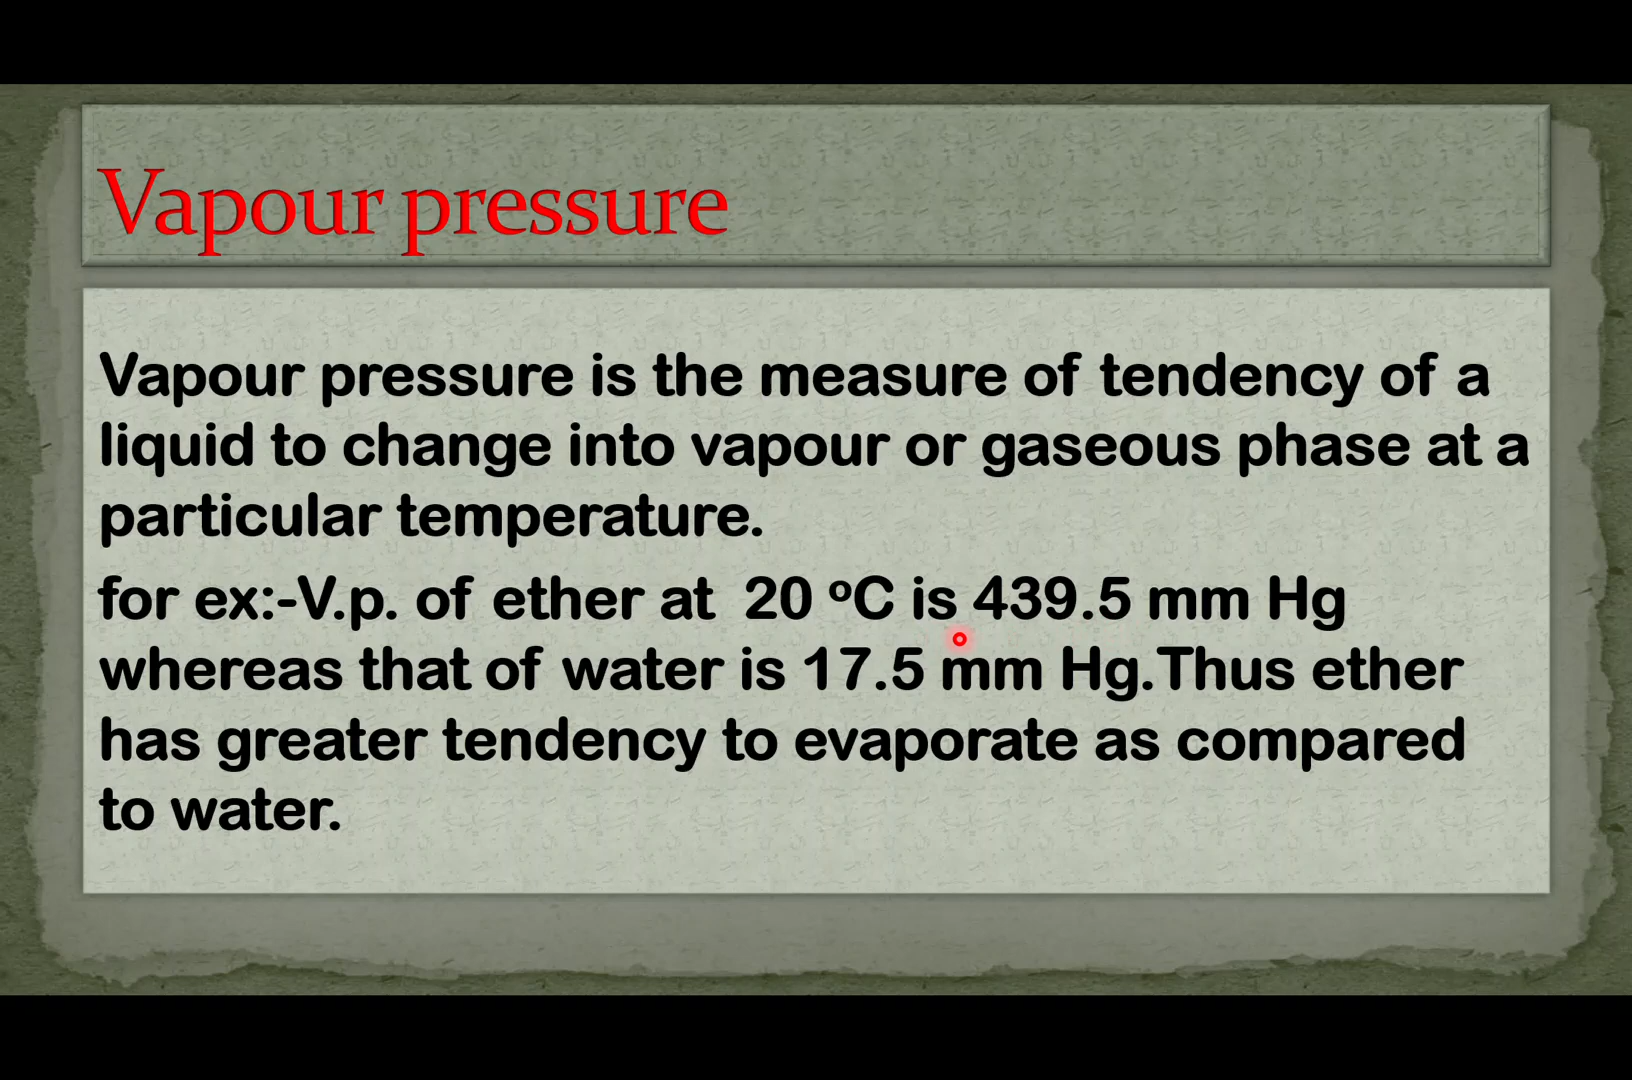 Vapour pressure
Vapour pressure is the measure of tendency of a
liquid to change into vapour or gaseous phase at a
particular temperature.
for ex:-V.p. of ether at 20 ºC is 439.5 mm Hg
whereas that of water is 17.5 mm Hg.Thus ether
has greater tendency to evaporate as compared
to water.